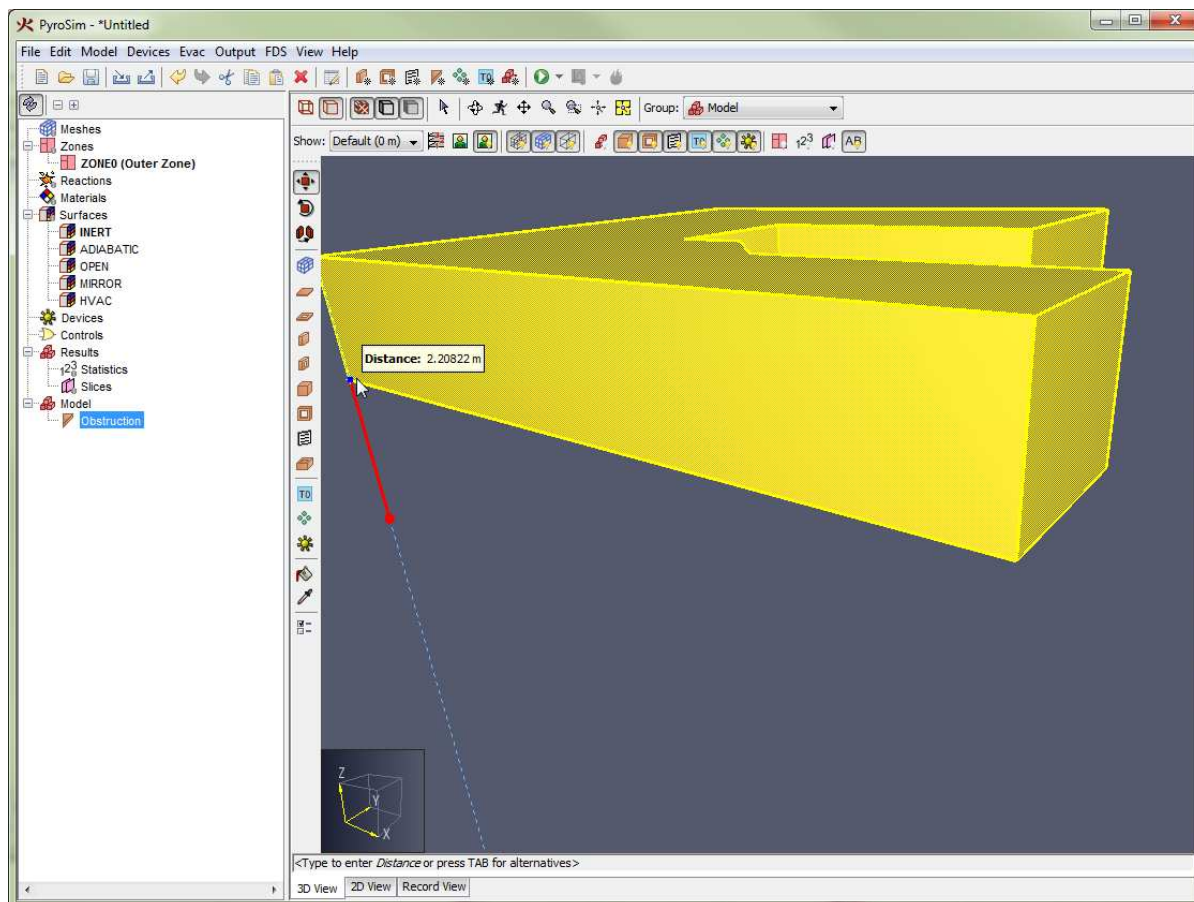 PyroSim - *Untitled
File Edit Model Devices Evac Output FDS View Help
Group: Model
Show: Default (0 m)
AB
Meshes
Zones
ZONE0 (Outer Zone)
Reactions
Materials
Surfaces
INERT
ADIABATIC
OPEN
MIRROR
HVAC
Devices
Controls
Results
Statistics
Slices
Model
Obstruction
Distance: 2.20822 m
Z
Y
X
<Type to enter Distance or press TAB for alternatives>
3D View 2D View Record View